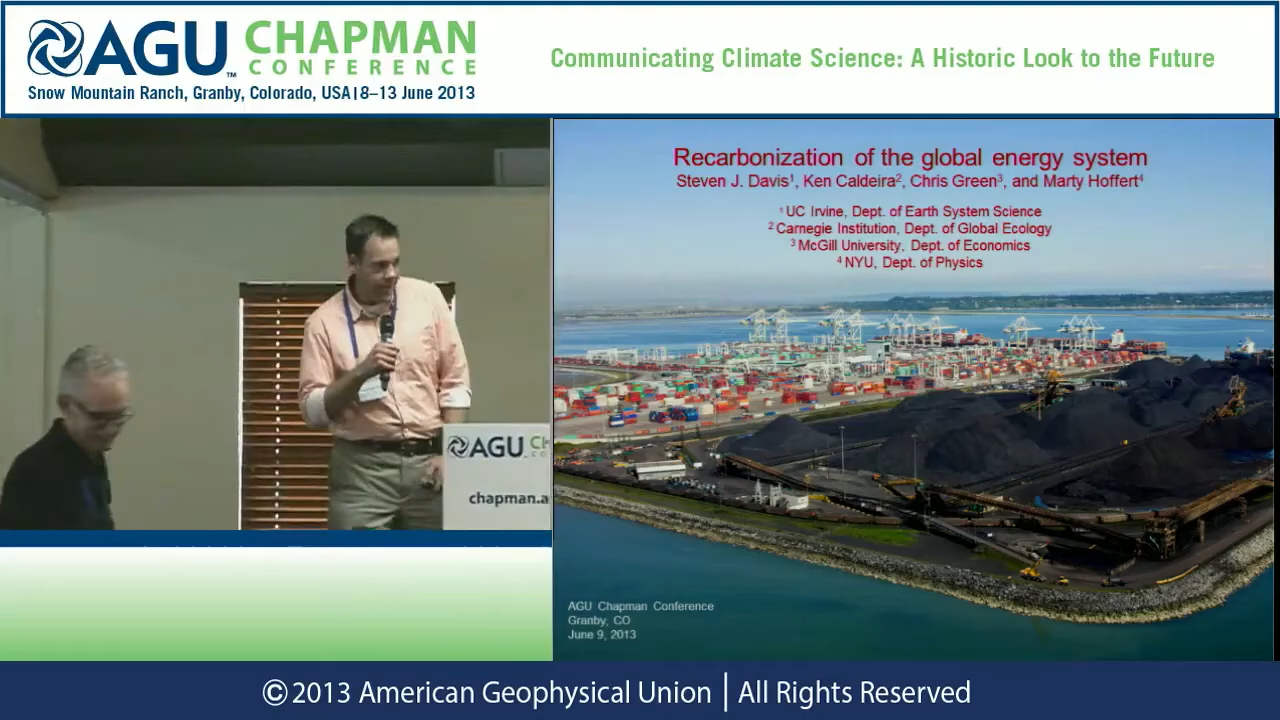 AGU™ CHAPMAN
CONFERENCE
Snow Mountain Ranch, Granby, Colorado, USA|8–13 June 2013
Communicating Climate Science: A Historic Look to the Future
Recarbonization of the global energy system
Steven J. Davis¹, Ken Caldeira², Chris Green³, and Marty Hoffert⁴
¹ UC Irvine, Dept. of Earth System Science
² Carnegie Institution, Dept. of Global Ecology
³ McGill University, Dept. of Economics
⁴ NYU, Dept. of Physics
AGU
chapman.a
AGU Chapman Conference
Granby, CO
June 9, 2013
©2013 American Geophysical Union | All Rights Reserved